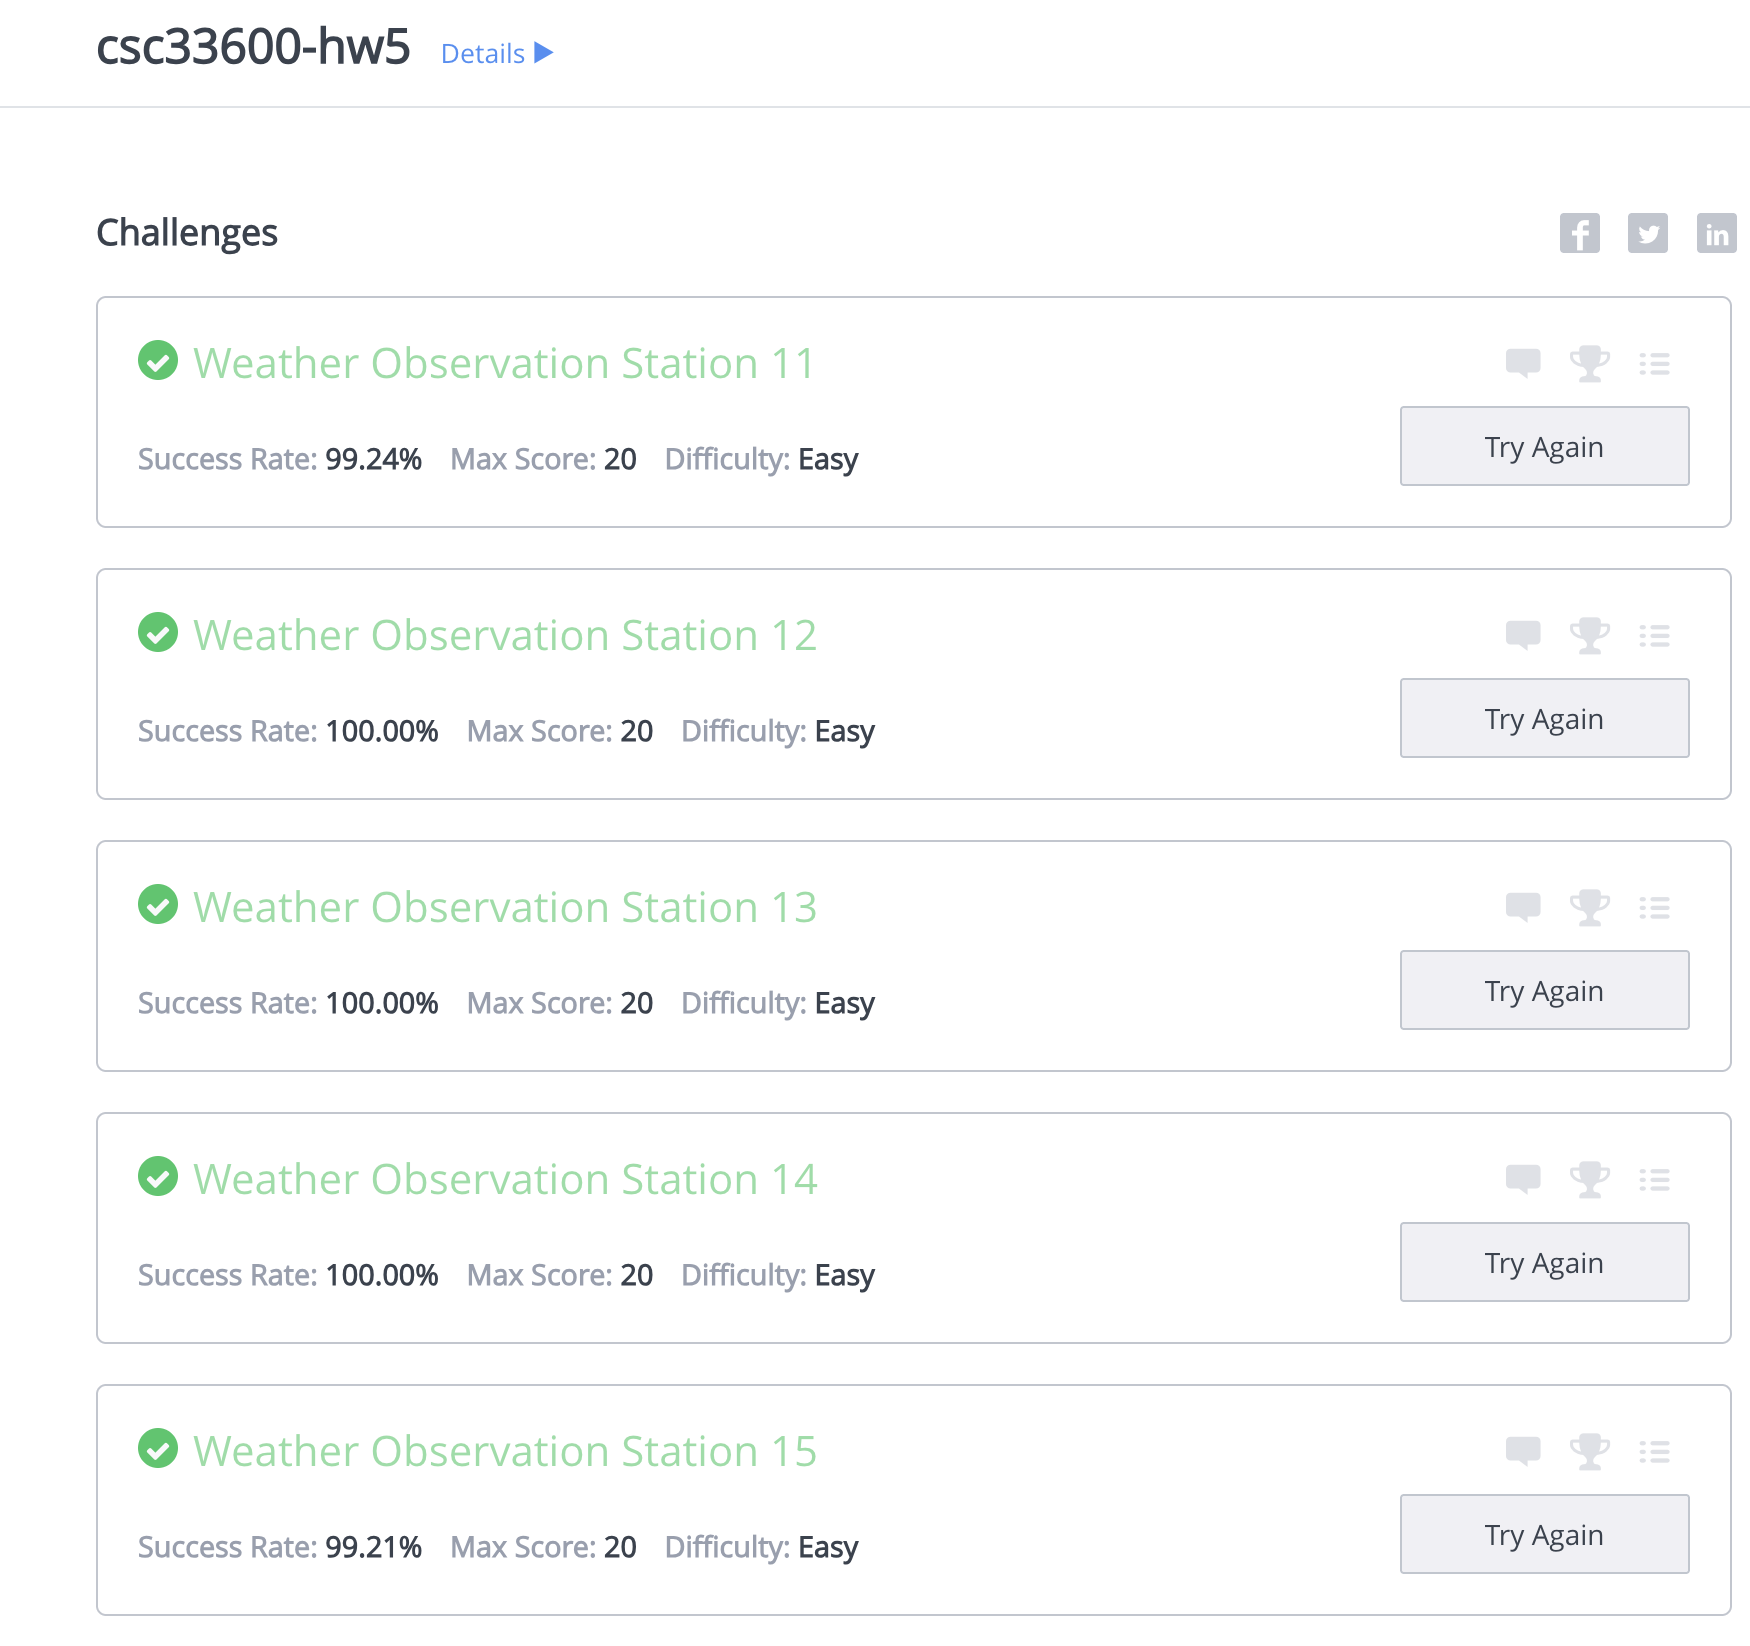 csc33600-hw5 Details
Challenges
Weather Observation Station 11
Success Rate: 99.24% Max Score: 20 Difficulty: Easy
Try Again
Weather Observation Station 12
Success Rate: 100.00% Max Score: 20 Difficulty: Easy
Try Again
Weather Observation Station 13
Success Rate: 100.00% Max Score: 20 Difficulty: Easy
Try Again
Weather Observation Station 14
Success Rate: 100.00% Max Score: 20 Difficulty: Easy
Try Again
Weather Observation Station 15
Success Rate: 99.21% Max Score: 20 Difficulty: Easy
Try Again